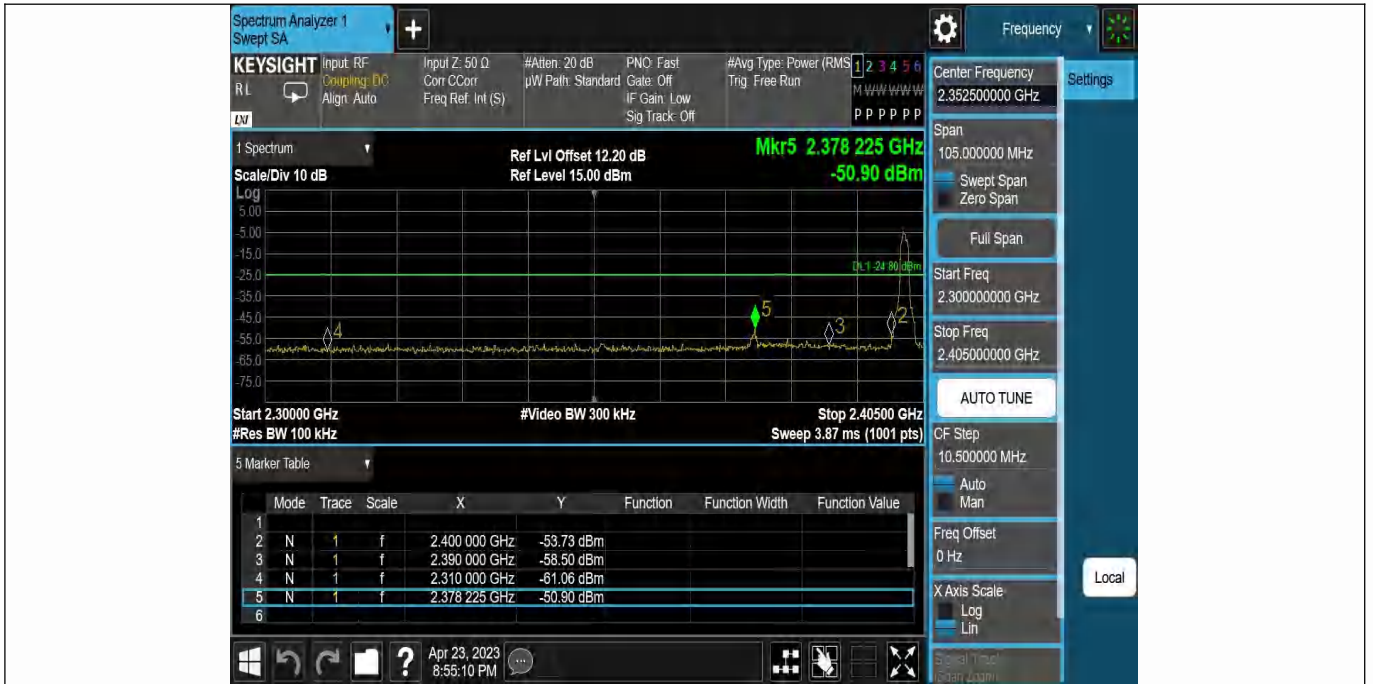 Spectrum Analyzer 1
Swept SA
+
Frequency
KEYSIGHT
RL
LXI
Input: RF
Coupling: DC
Align: Auto
Input Z: 50 Ω
Corr CCorr
Freq Ref: Int (S)
#Atten: 20 dB
µW Path: Standard
PNO: Fast
Gate: Off
IF Gain: Low
Sig Track: Off
#Avg Type: Power (RMS
Trig: Free Run
1 2 3 4 5 6
M W W W W W
P P P P P P
1 Spectrum
Scale/Div 10 dB
Ref Lvl Offset 12.20 dB
Ref Level 15.00 dBm
Mkr5 2.378 225 GHz
-50.90 dBm
Log
5.00
-5.00
-15.0
-25.0
-35.0
-45.0
-55.0
-65.0
-75.0
DL1 -24.80 dBm
4
5
3
2
Start 2.30000 GHz
#Res BW 100 kHz
#Video BW 300 kHz
Stop 2.40500 GHz
Sweep 3.87 ms (1001 pts)
5 Marker Table
Mode Trace Scale X Y Function Function Width Function Value
1
2 N 1 f 2.400 000 GHz -53.73 dBm
3 N 1 f 2.390 000 GHz -58.50 dBm
4 N 1 f 2.310 000 GHz -61.06 dBm
5 N 1 f 2.378 225 GHz -50.90 dBm
6
?
Apr 23, 2023
8:55:10 PM
Center Frequency
2.352500000 GHz
Settings
Span
105.000000 MHz
Swept Span
Zero Span
Full Span
Start Freq
2.300000000 GHz
Stop Freq
2.405000000 GHz
AUTO TUNE
CF Step
10.500000 MHz
Auto
Man
Freq Offset
0 Hz
X Axis Scale
Log
Lin
Signal Track
(Span Zoom)
Local